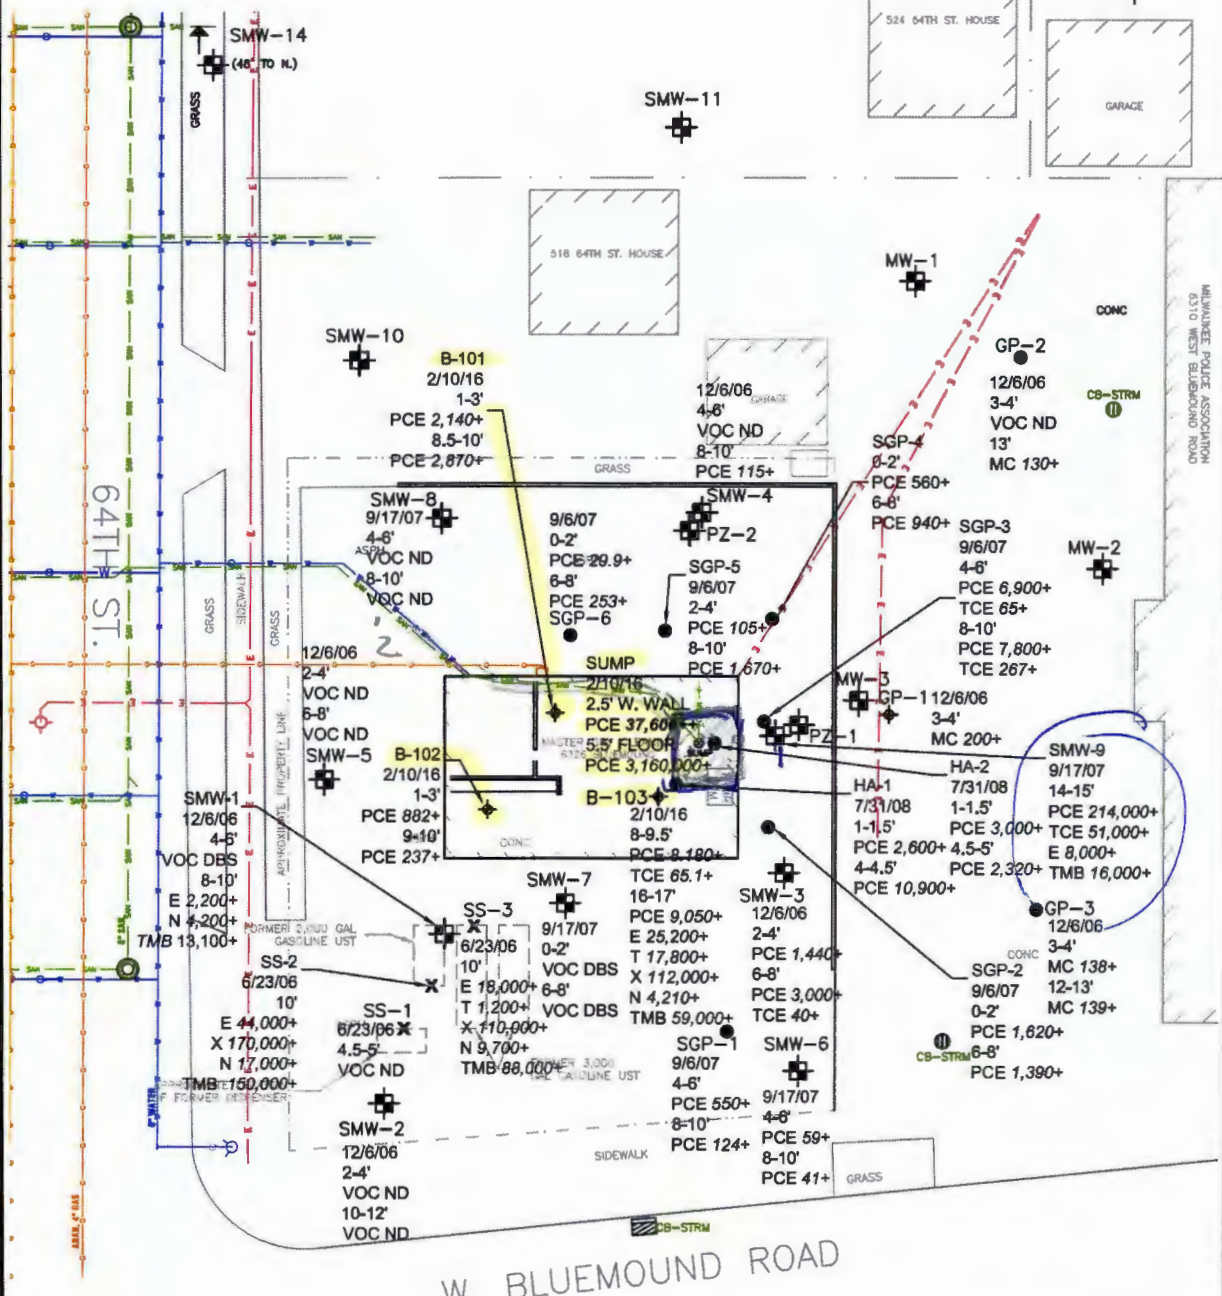 SMW-14
(48' TO N.)
GRASS
SMW-11
524 64TH ST. HOUSE
GARAGE
518 64TH ST. HOUSE
MW-1
CONC
MILWAUKEE POLICE ASSOCIATION
6310 WEST BLUEMOUND ROAD
SMW-10
B-101
2/10/16
1-3'
PCE 2,140+
8.5-10'
PCE 2,870+
GARAGE
12/6/06
4-6'
VOC ND
8-10'
PCE 115+
GP-2
12/6/06
3-4'
VOC ND
13'
MC 130+
CB-STRM
GRASS
SGP-4
0-2'
PCE 560+
6-8'
PCE 940+
SMW-8
9/17/07
4-6'
VOC ND
8-10'
VOC ND
ASPH
9/6/07
0-2'
PCE 29.9+
6-8'
PCE 253+
SGP-6
SMW-4
PZ-2
SGP-5
9/6/07
2-4'
PCE 105+
8-10'
PCE 1,670+
SGP-3
9/6/07
4-6'
PCE 6,900+
TCE 65+
8-10'
PCE 7,800+
TCE 267+
MW-2
64TH ST.
GRASS
SIDEWALK
GRASS
APPROXIMATE PROPERTY LINE
12/6/06
2-4'
VOC ND
6-8'
VOC ND
SMW-5
SUMP
2/10/16
2.5' W. WALL
PCE 37,600+
5.5' FLOOR
PCE 3,160,000+
MW-3
GP-1
12/6/06
3-4'
MC 200+
PZ-1
SMW-9
9/17/07
14-15'
PCE 214,000+
TCE 51,000+
E 8,000+
TMB 16,000+
B-102
2/10/16
1-3'
PCE 882+
9-10'
PCE 237+
CONC
HA-2
7/31/08
1-1.5'
PCE 3,000+
4.5-5'
PCE 2,320+
HA-1
7/31/08
1-1.5'
PCE 2,600+
4-4.5'
PCE 10,900+
B-103
2/10/16
8-9.5'
PCE 8.180+
TCE 65.1+
16-17'
PCE 9,050+
E 25,200+
T 17,800+
X 112,000+
N 4,210+
TMB 59,000+
SMW-1
12/6/06
4-6'
VOC DBS
8-10'
E 2,200+
N 4,200+
TMB 13,100+
FORMER 2,000 GAL
GASOLINE UST
SMW-7
9/17/07
0-2'
VOC DBS
6-8'
VOC DBS
SMW-3
12/6/06
2-4'
PCE 1,440+
6-8'
PCE 3,000+
TCE 40+
GP-3
12/6/06
3-4'
MC 138+
12-13'
MC 139+
CONC
SS-3
6/23/06
10'
E 18,000+
T 1,200+
X 110,000+
N 9,700+
TMB 88,000+
SS-2
6/23/06
10'
E 44,000+
X 170,000+
N 17,000+
TMB 150,000+
SS-1
6/23/06
4.5-5'
VOC ND
FORMER 3,000
GAL GASOLINE UST
OF FORMER DISPENSER
SGP-2
9/6/07
0-2'
PCE 1,620+
6-8'
PCE 1,390+
CB-STRM
SGP-1
9/6/07
4-6'
PCE 550+
8-10'
PCE 124+
SMW-6
9/17/07
4-6'
PCE 59+
8-10'
PCE 41+
SMW-2
12/6/06
2-4'
VOC ND
10-12'
VOC ND
SIDEWALK
GRASS
8" SAN
6" WATER
ABAN. 4" GAS
CB-STRM
W. BLUEMOUND ROAD